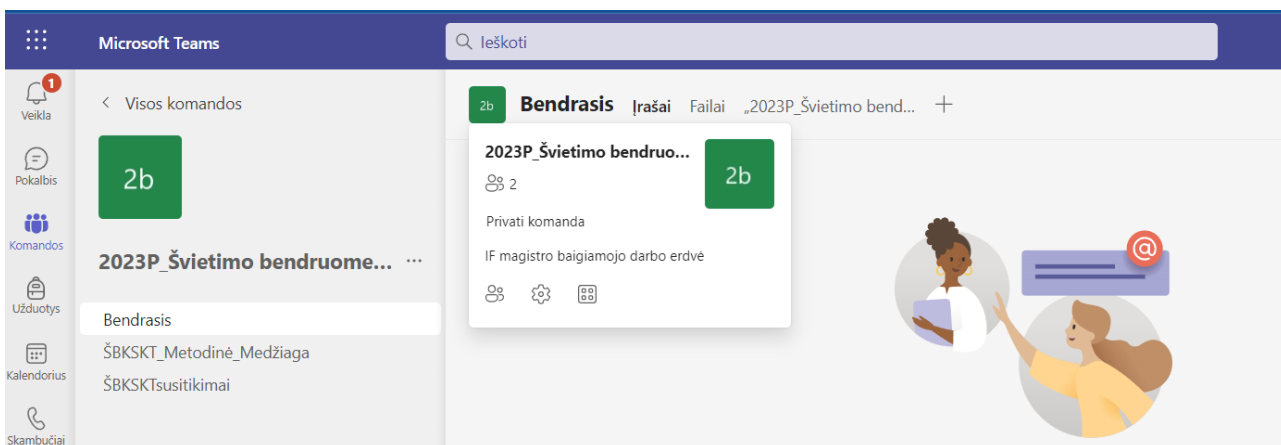 Microsoft Teams
Ieškoti
1
Veikla
Pokalbis
Komandos
Užduotys
Kalendorius
Skambučiai
Visos komandos
2b
2023P_Švietimo bendruome... ...
Bendrasis
ŠBKSKT_Metodinė_Medžiaga
ŠBKSKTsusitikimai
2b Bendrasis Įrašai Failai „2023P_Švietimo bend... +
2023P_Švietimo bendruo...
2
2b
Privati komanda
IF magistro baigiamojo darbo erdvė
@